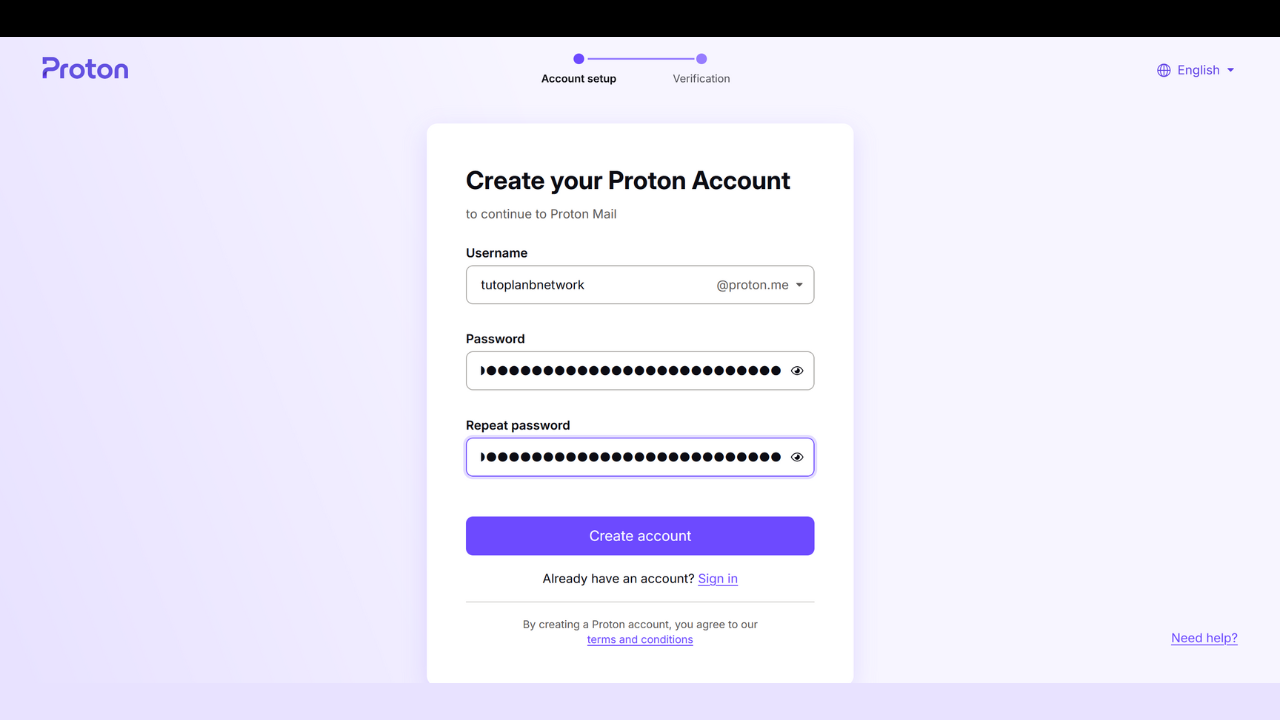 Proton
Account setup
Verification
English
Create your Proton Account
to continue to Proton Mail
Username
tutoplanbnetwork
@proton.me
Password
Repeat password
Create account
Already have an account? Sign in
By creating a Proton account, you agree to our
terms and conditions
Need help?